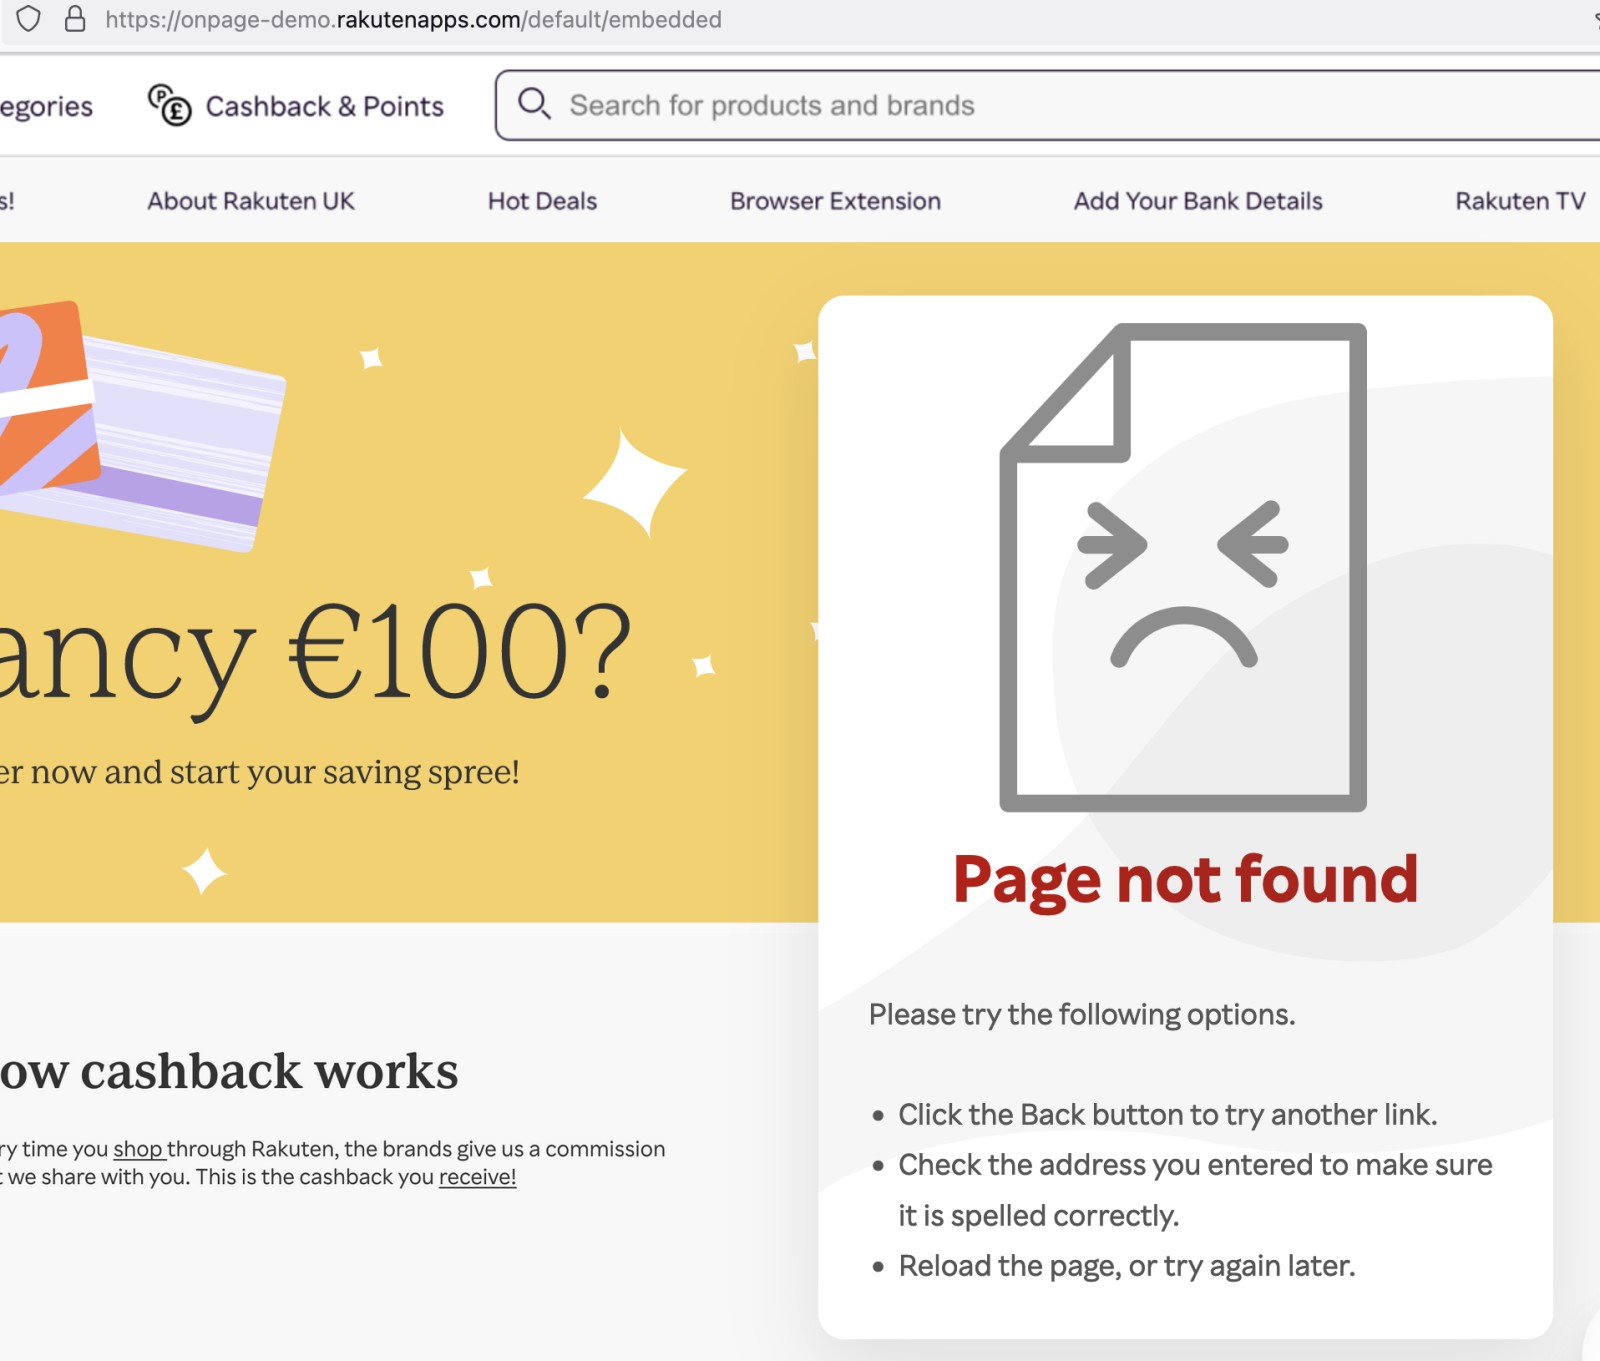 https://onpage-demo.rakutenapps.com/default/embedded
egories
Cashback & Points
Search for products and brands
s!
About Rakuten UK
Hot Deals
Browser Extension
Add Your Bank Details
Rakuten TV
ancy €100?
er now and start your saving spree!
Page not found
Please try the following options.
• Click the Back button to try another link.
• Check the address you entered to make sure
it is spelled correctly.
• Reload the page, or try again later.
ow cashback works
ry time you shop through Rakuten, the brands give us a commission
t we share with you. This is the cashback you receive!